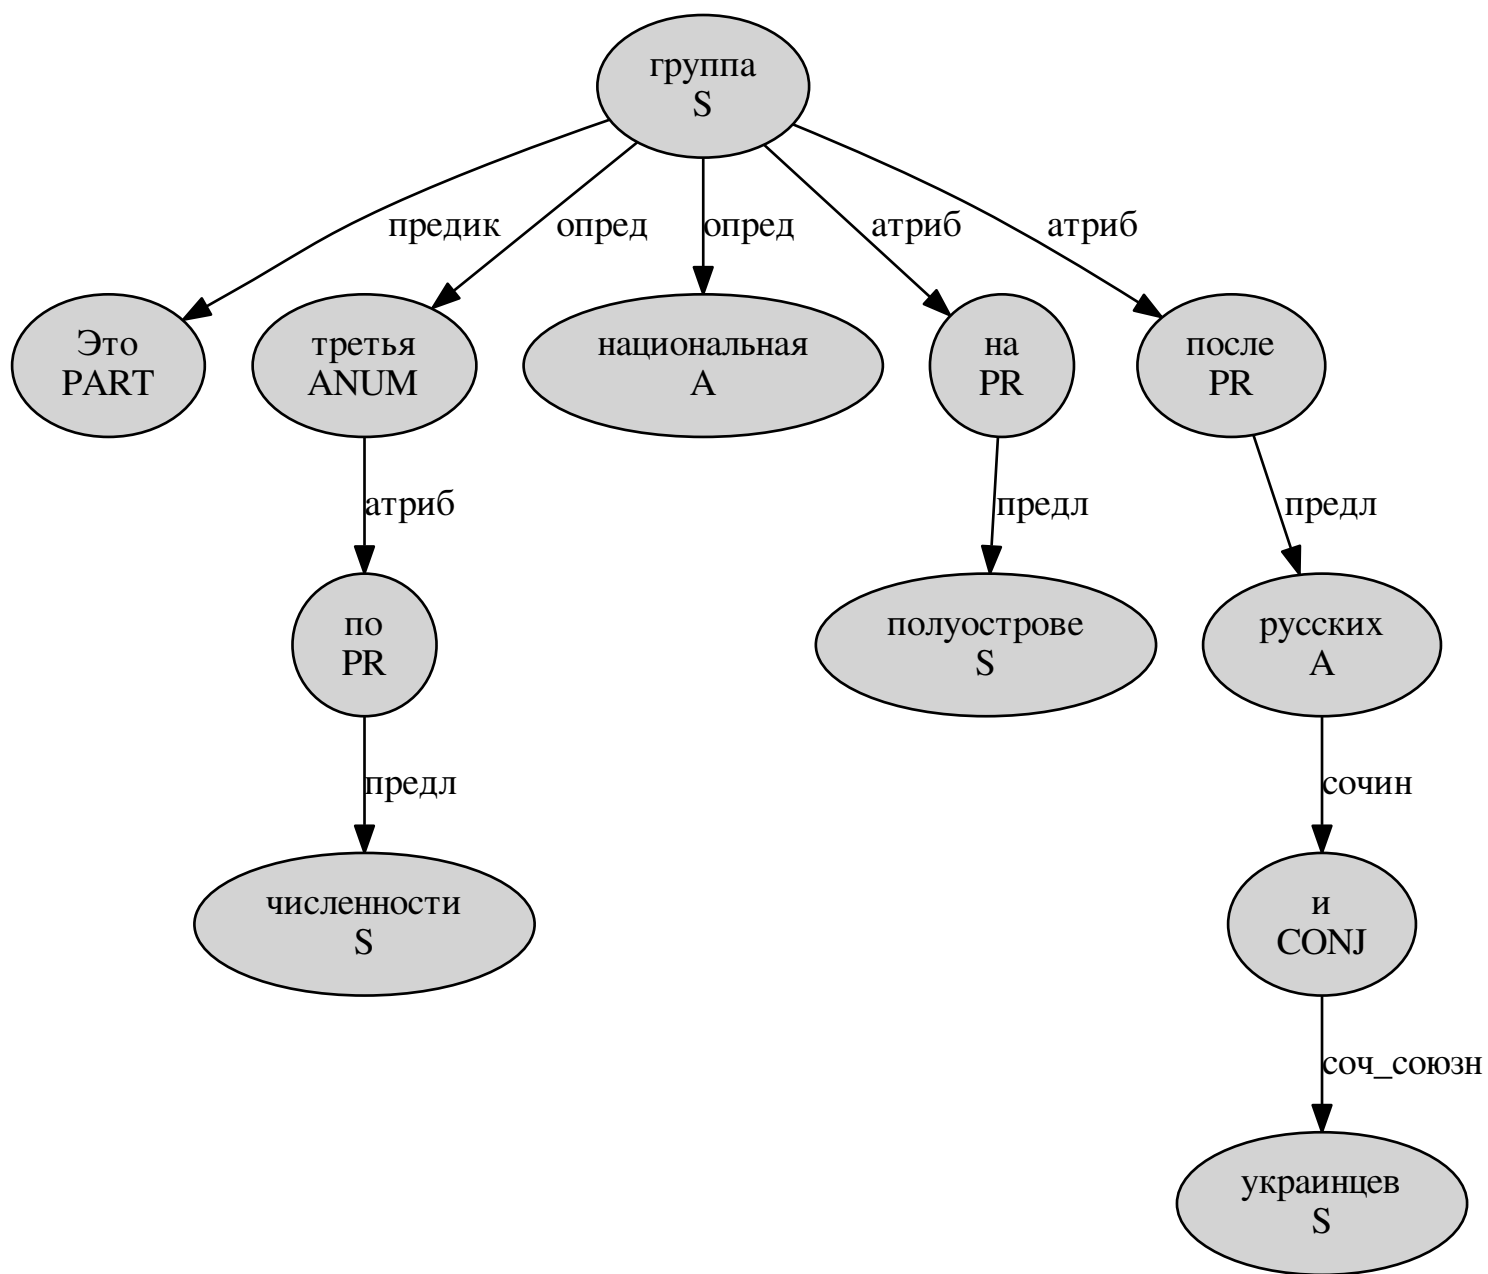 группа
S
предик
опред
опред
атриб
атриб
Это
PART
третья
ANUM
национальная
A
на
PR
после
PR
атриб
предл
предл
по
PR
полуострове
S
русских
A
предл
сочин
численности
S
и
CONJ
соч_союзн
украинцев
S